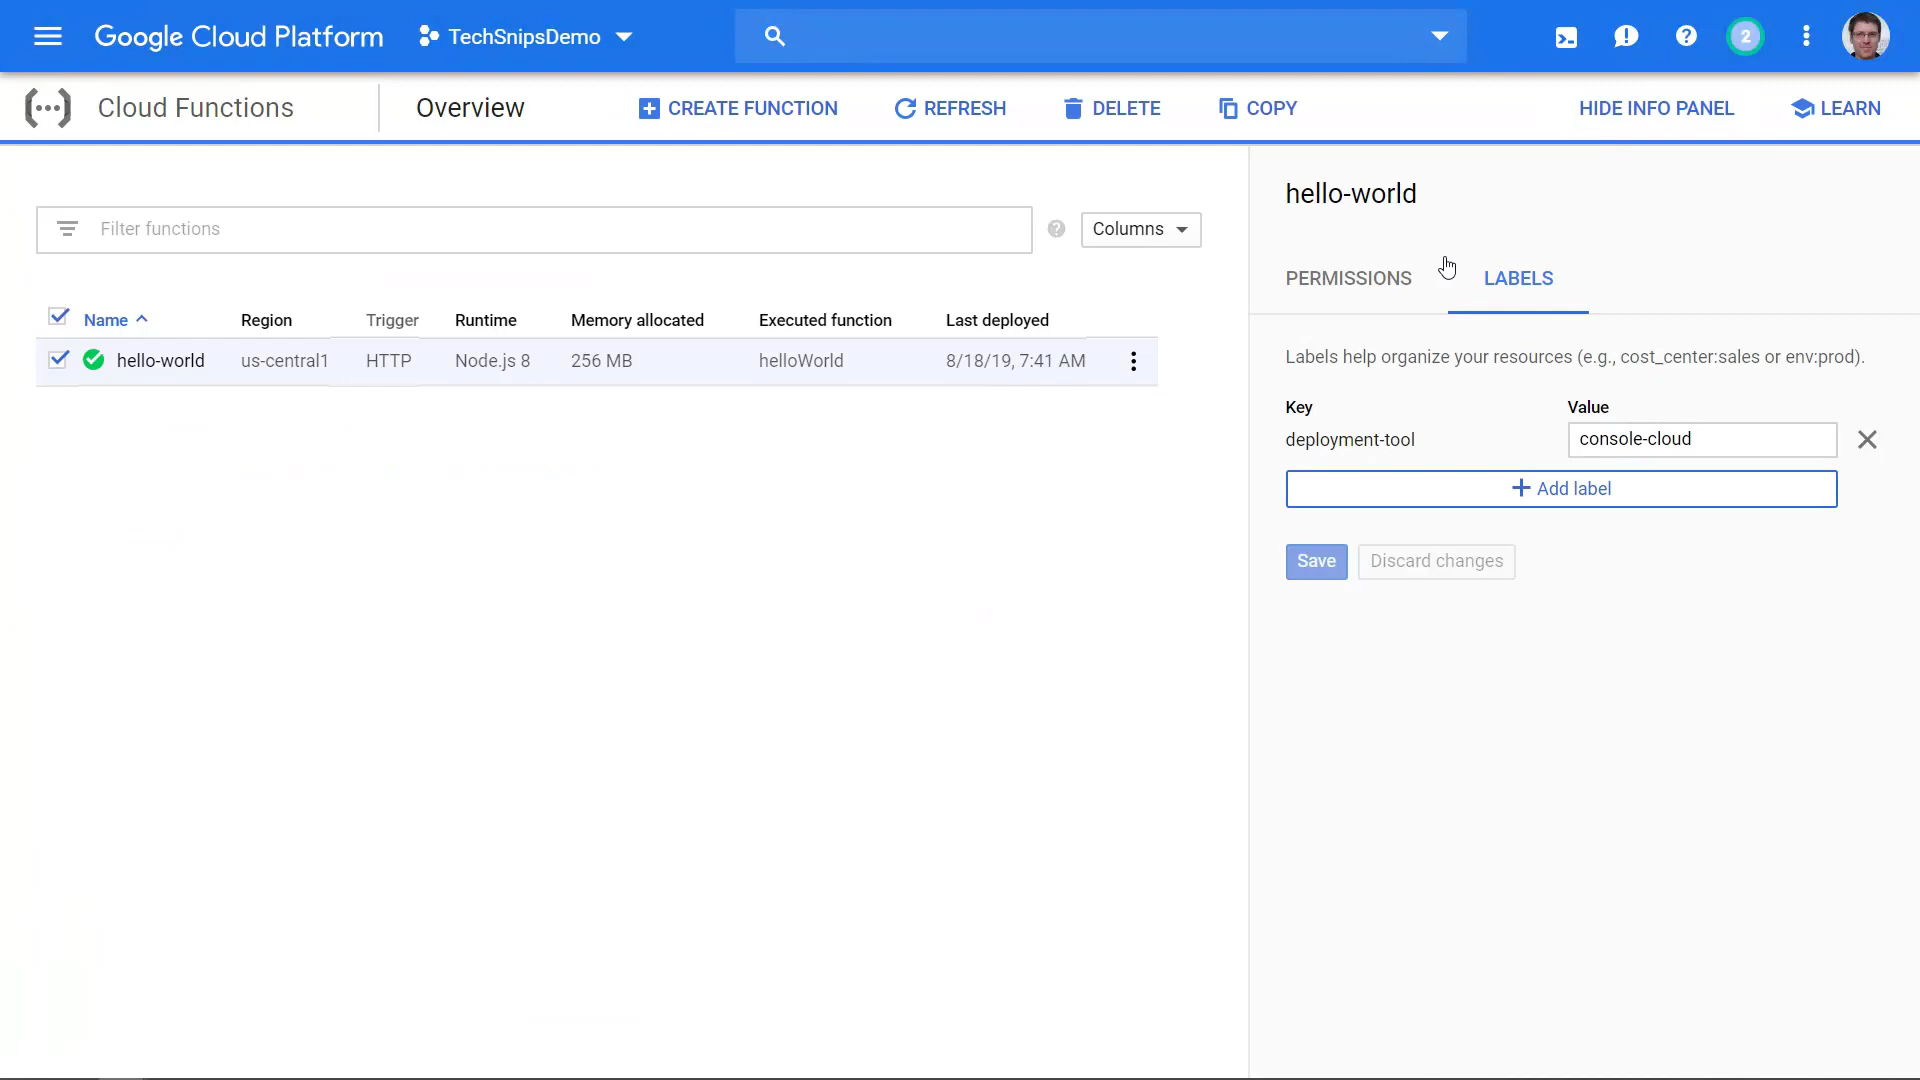 Google Cloud Platform TechSnipsDemo 2
Cloud Functions Overview CREATE FUNCTION REFRESH DELETE COPY HIDE INFO PANEL LEARN
hello-world
Filter functions ? Columns
PERMISSIONS LABELS
Name Region Trigger Runtime Memory allocated Executed function Last deployed
hello-world us-central1 HTTP Node.js 8 256 MB helloWorld 8/18/19, 7:41 AM
Labels help organize your resources (e.g., cost_center:sales or env:prod).
Key Value
deployment-tool console-cloud
+ Add label
Save Discard changes